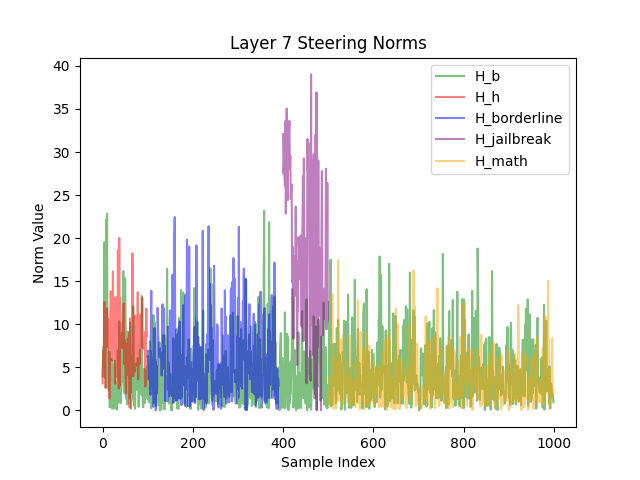 Layer 7 Steering Norms
Norm Value
40
35
30
25
20
15
10
5
0
H_b
H_h
H_borderline
H_jailbreak
H_math
0 200 400 600 800 1000
Sample Index